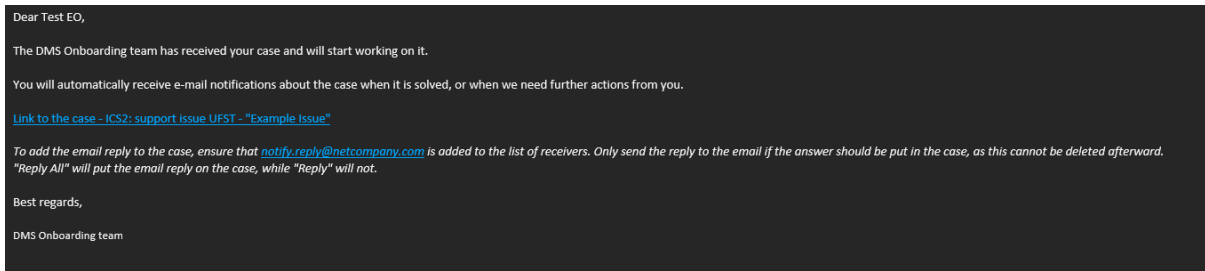 Dear Test EO,
The DMS Onboarding team has received your case and will start working on it.
You will automatically receive e-mail notifications about the case when it is solved, or when we need further actions from you.
Link to the case - ICS2: support issue UFST - "Example Issue"
To add the email reply to the case, ensure that notify.reply@netcompany.com is added to the list of receivers. Only send the reply to the email if the answer should be put in the case, as this cannot be deleted afterward.
"Reply All" will put the email reply on the case, while "Reply" will not.
Best regards,
DMS Onboarding team